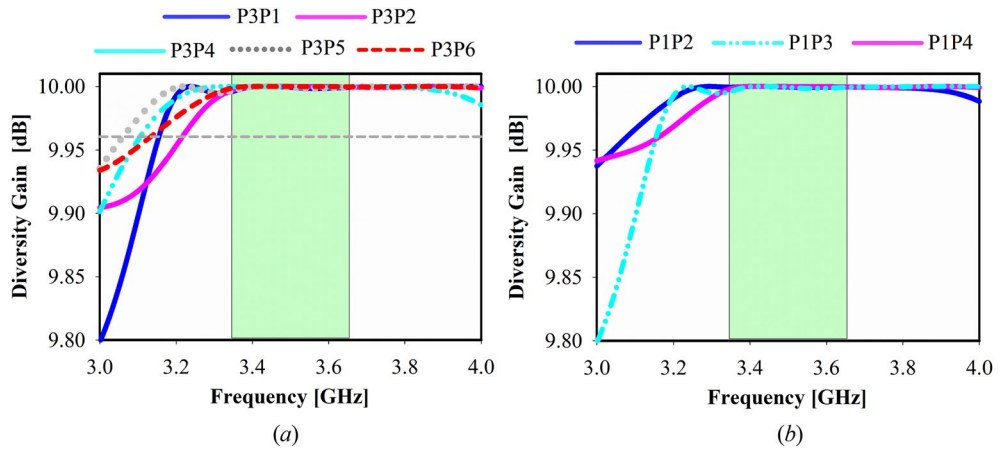 P3P1 P3P2
P3P4 P3P5 P3P6
Diversity Gain [dB]
10.00
9.95
9.90
9.85
9.80
3.0 3.2 3.4 3.6 3.8 4.0
Frequency [GHz]
(a)
P1P2 P1P3 P1P4
Diversity Gain [dB]
10.00
9.95
9.90
9.85
9.80
3.0 3.2 3.4 3.6 3.8 4.0
Frequency [GHz]
(b)